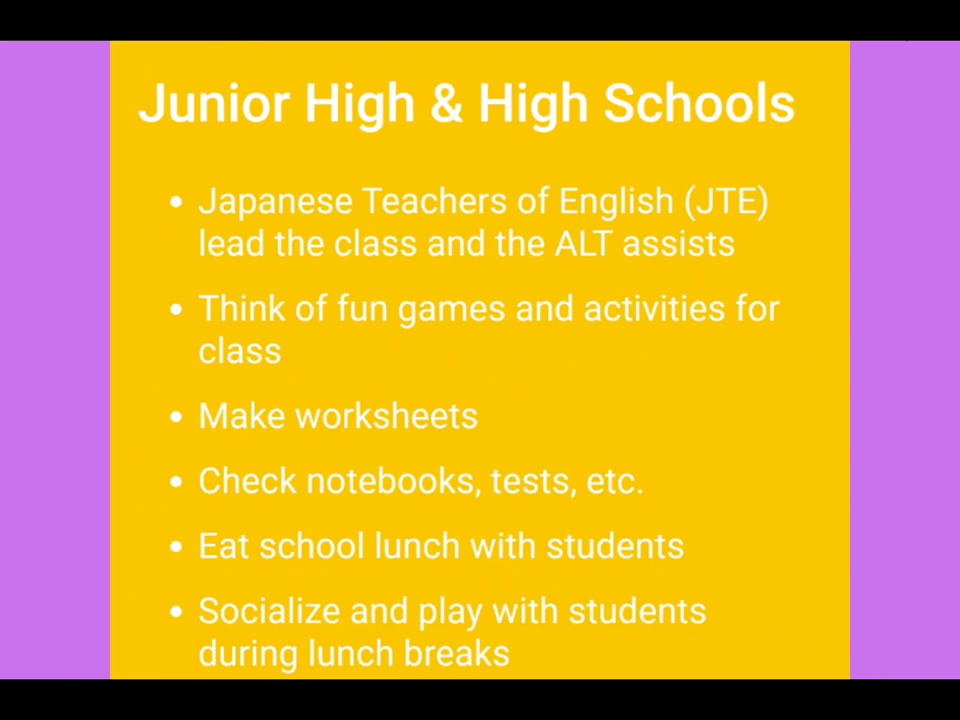 Junior High & High Schools
• Japanese Teachers of English (JTE)
lead the class and the ALT assists
• Think of fun games and activities for
class
• Make worksheets
• Check notebooks, tests, etc.
• Eat school lunch with students
• Socialize and play with students
during lunch breaks